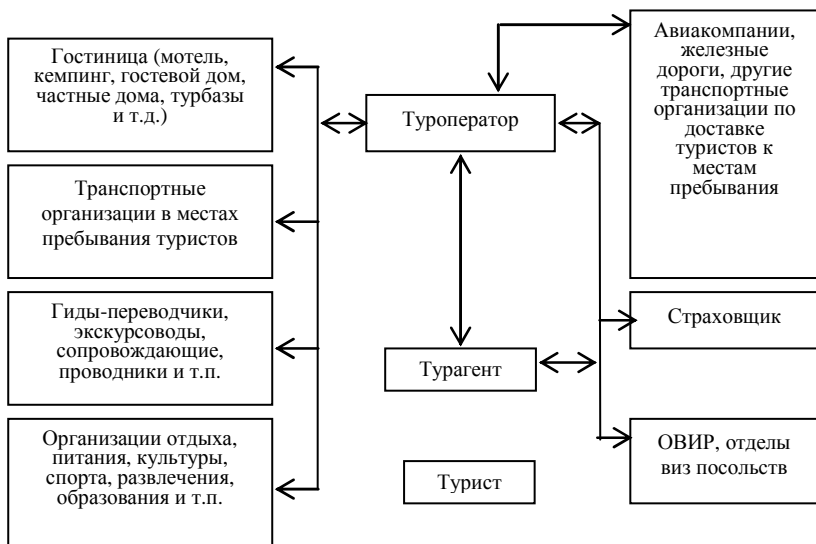 Гостиница (мотель,
кемпинг, гостевой дом,
частные дома, турбазы
и т.д.)
Транспортные
организации в местах
пребывания туристов
Гиды-переводчики,
экскурсоводы,
сопровождающие,
проводники и т.п.
Организации отдыха,
питания, культуры,
спорта, развлечения,
образования и т.п.
Туроператор
Турагент
Турист
Авиакомпании,
железные
дороги, другие
транспортные
организации по
доставке
туристов к
местам
пребывания
Страховщик
ОВИР, отделы
виз посольств